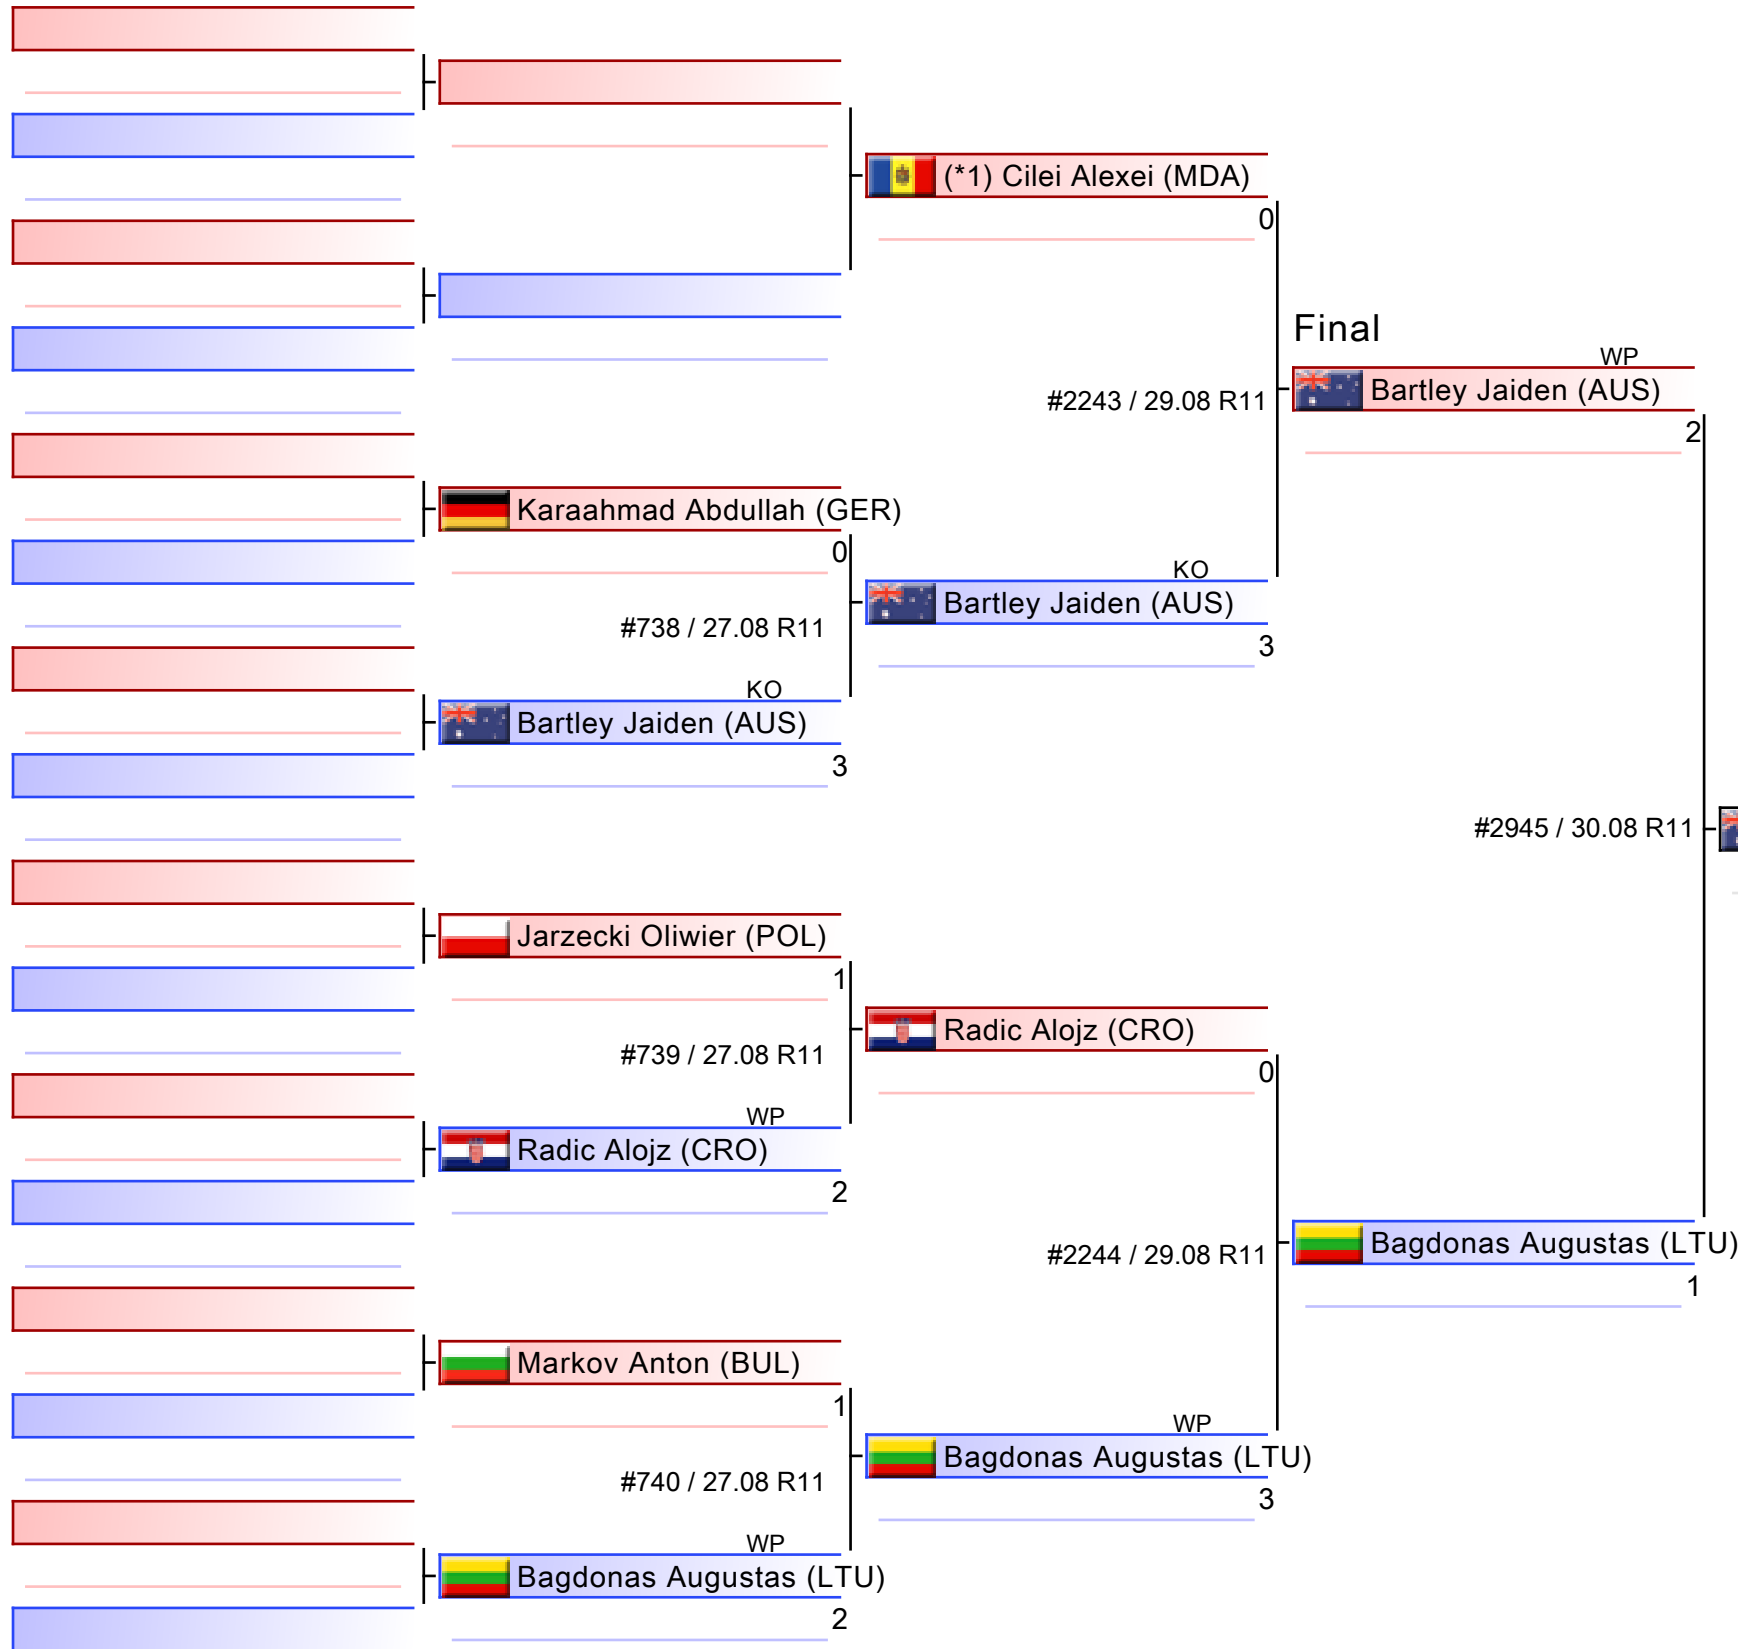 (*1) Cilei Alexei (MDA)
0
Final
WP
#2243 / 29.08 R11
Bartley Jaiden (AUS)
2
Karaahmad Abdullah (GER)
0
KO
Bartley Jaiden (AUS)
#738 / 27.08 R11
3
KO
Bartley Jaiden (AUS)
3
#2945 / 30.08 R11
Jarzecki Oliwier (POL)
1
Radic Alojz (CRO)
#739 / 27.08 R11
0
WP
Radic Alojz (CRO)
2
#2244 / 29.08 R11
Bagdonas Augustas (LTU)
1
Markov Anton (BUL)
1
WP
Bagdonas Augustas (LTU)
#740 / 27.08 R11
3
WP
Bagdonas Augustas (LTU)
2